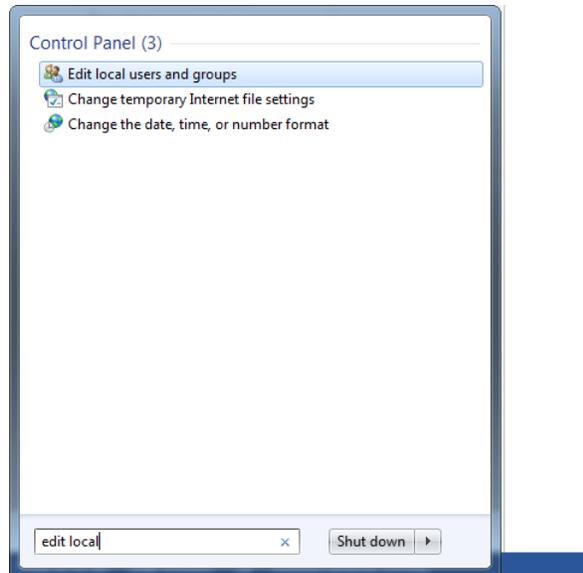 Control Panel (3)
Edit local users and groups
Change temporary Internet file settings
Change the date, time, or number format
edit local
Shut down